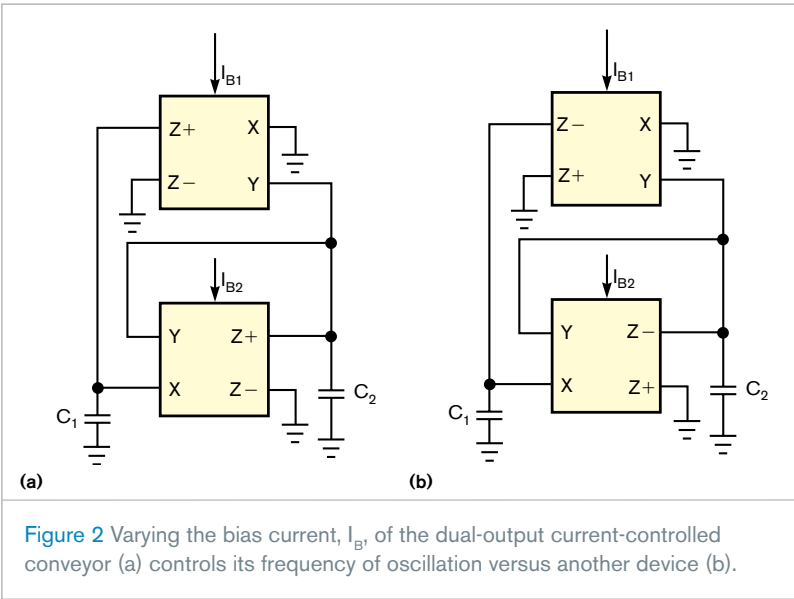 I_B1
Z+ X
Z− Y
I_B2
Y Z+
X Z−
C_1
C_2
(a)
I_B1
Z− X
Z+ Y
I_B2
Y Z−
X Z+
C_1
C_2
(b)
Figure 2 Varying the bias current, I_B, of the dual-output current-controlled
conveyor (a) controls its frequency of oscillation versus another device (b).